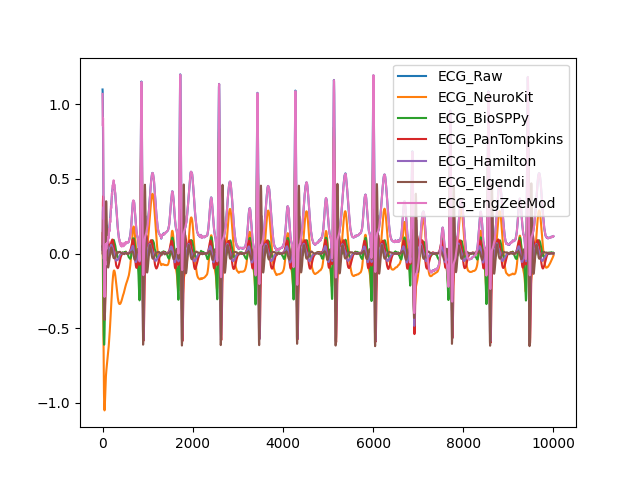 ECG_Raw
ECG_NeuroKit
ECG_BioSPPy
ECG_PanTompkins
ECG_Hamilton
ECG_Elgendi
ECG_EngZeeMod
1.0
0.5
0.0
−0.5
−1.0
0
2000
4000
6000
8000
10000